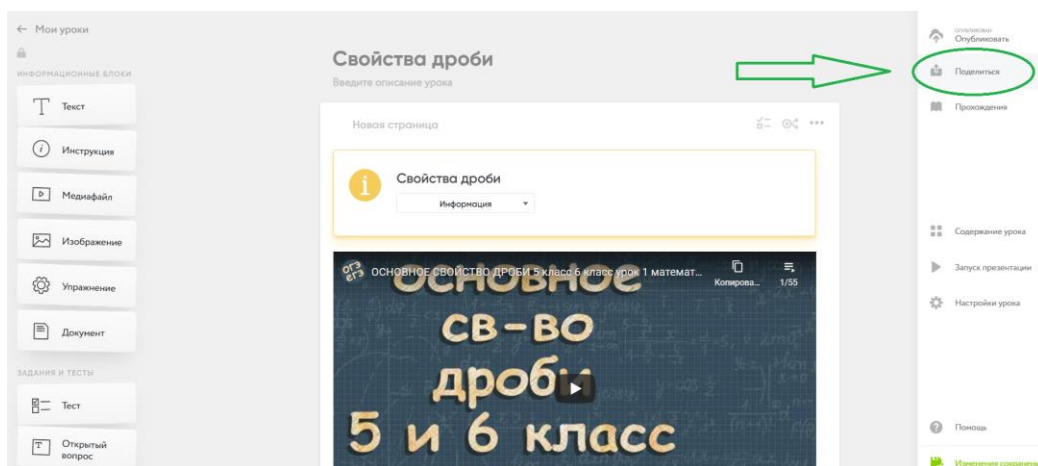 ← Мои уроки
ИНФОРМАЦИОННЫЕ БЛОКИ
Текст
Инструкция
Медиафайл
Изображение
Упражнение
Документ
ЗАДАНИЯ И ТЕСТЫ
Тест
Открытый
вопрос
Свойства дроби
Введите описание урока
Новая страница
Свойства дроби
Информация
огэ
егэ
ОСНОВНОЕ СВОЙСТВО ДРОБИ 5 класс 6 класс урок 1 математ...
Копирова...
1/55
ОСНОВНОЕ
СВ-ВО
дроби
5 и 6 класс
Опубликовать
Поделиться
Прохождения
Содержание урока
Запуск презентации
Настройки урока
Помощь
Изменения сохранены